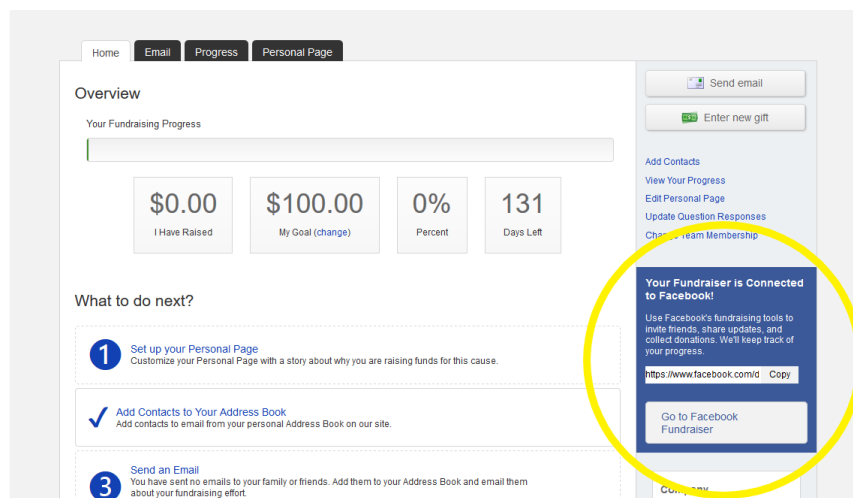 Home
Email
Progress
Personal Page
Overview
Your Fundraising Progress
$0.00
I Have Raised
$100.00
My Goal (change)
0%
Percent
131
Days Left
What to do next?
1
Set up your Personal Page
Customize your Personal Page with a story about why you are raising funds for this cause.
Add Contacts to Your Address Book
Add contacts to email from your personal Address Book on our site.
3
Send an Email
You have sent no emails to your family or friends. Add them to your Address Book and email them
about your fundraising effort.
Send email
Enter new gift
Add Contacts
View Your Progress
Edit Personal Page
Update Question Responses
Change Team Membership
Your Fundraiser is Connected
to Facebook!
Use Facebook's fundraising tools to
invite friends, share updates, and
collect donations. We'll keep track of
your progress.
https://www.facebook.com/d
Copy
Go to Facebook
Fundraiser
Company